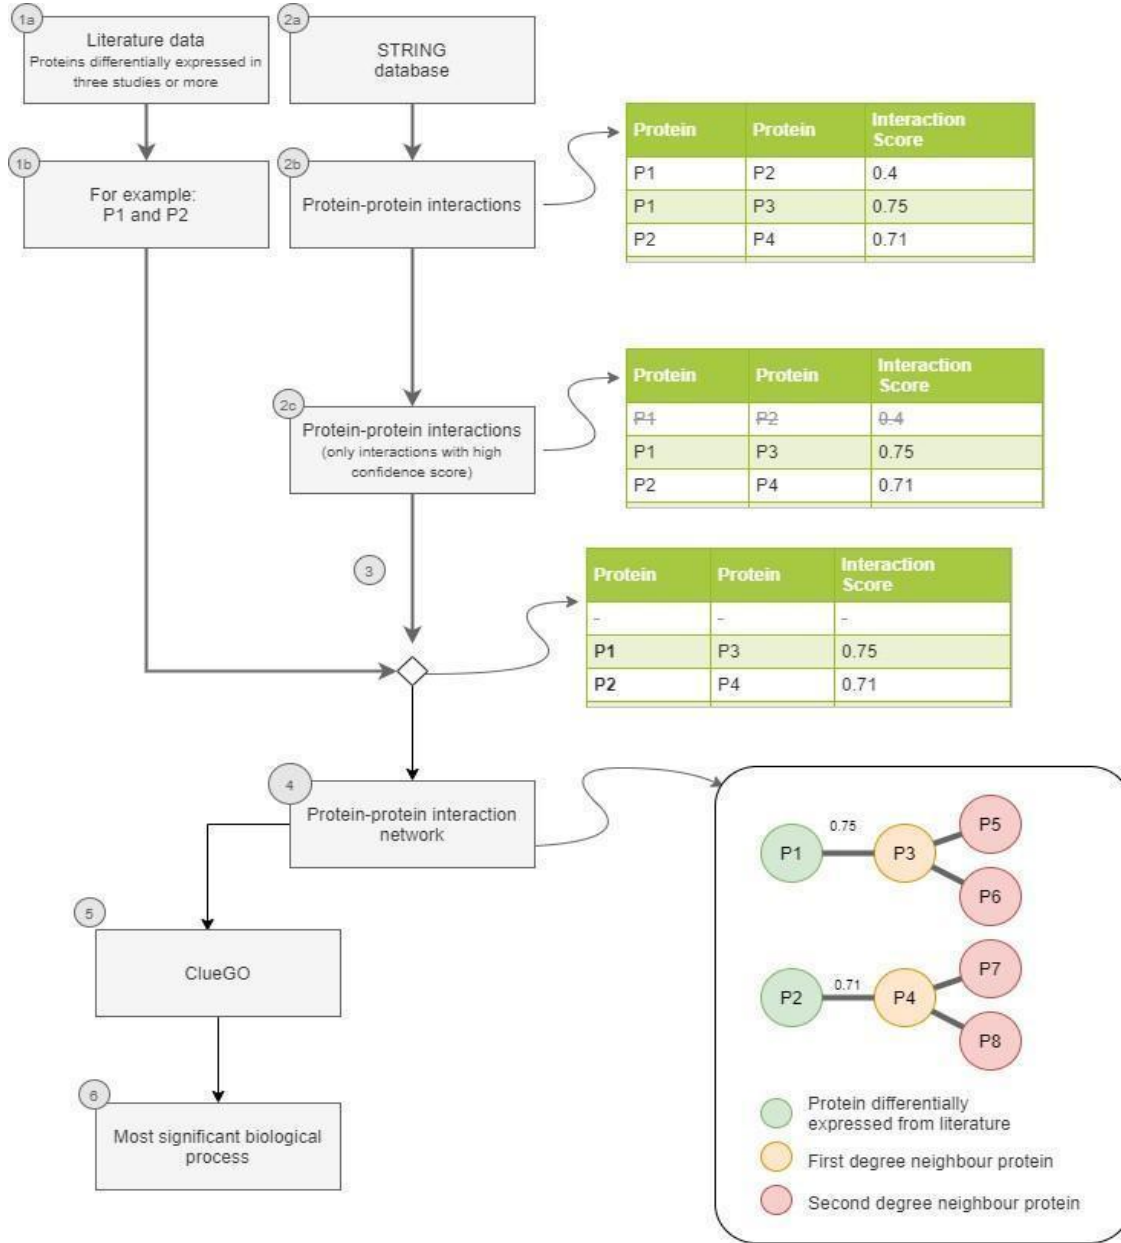 1a
Literature data
Proteins differentially expressed in
three studies or more
2a
STRING
database
1b
For example:
P1 and P2
2b
Protein-protein interactions
Protein Protein Interaction
Score
P1 P2 0.4
P1 P3 0.75
P2 P4 0.71
2c
Protein-protein interactions
(only interactions with high
confidence score)
Protein Protein Interaction
Score
P1 P2 0.4
P1 P3 0.75
P2 P4 0.71
3
Protein Protein Interaction
Score
- - -
P1 P3 0.75
P2 P4 0.71
4
Protein-protein interaction
network
5
ClueGO
6
Most significant biological
process
P1
0.75
P3
P5
P6
P2
0.71
P4
P7
P8
Protein differentially
expressed from literature
First degree neighbour protein
Second degree neighbour protein